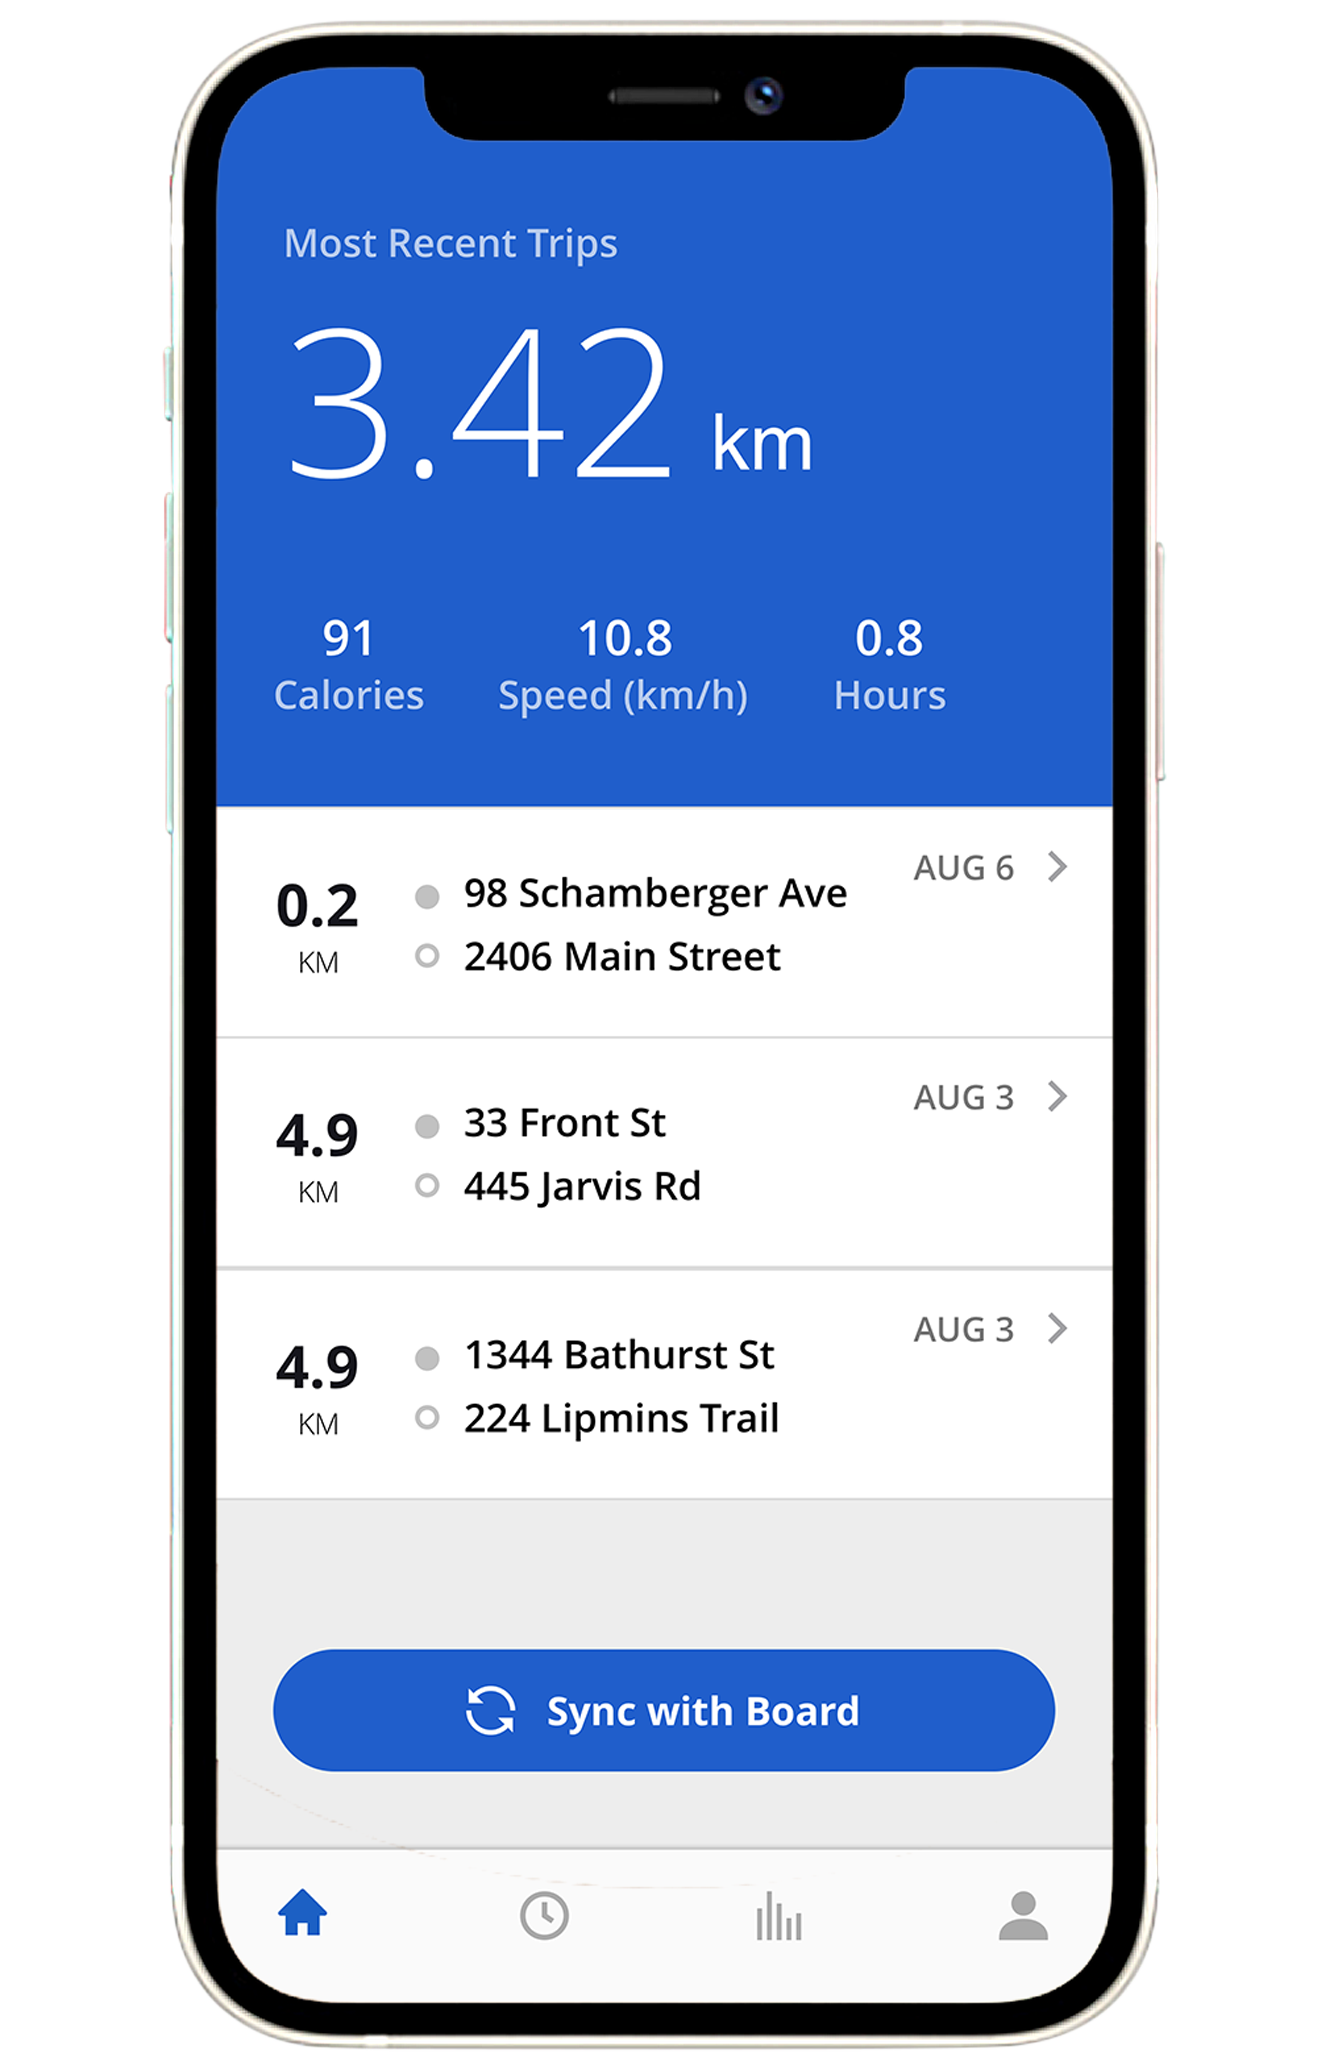 Most Recent Trips
3.42 km
91 10.8 0.8
Calories Speed (km/h) Hours
AUG 6
0.2 98 Schamberger Ave
KM 2406 Main Street
AUG 3
4.9 33 Front St
KM 445 Jarvis Rd
AUG 3
4.9 1344 Bathurst St
KM 224 Lipmins Trail
Sync with Board